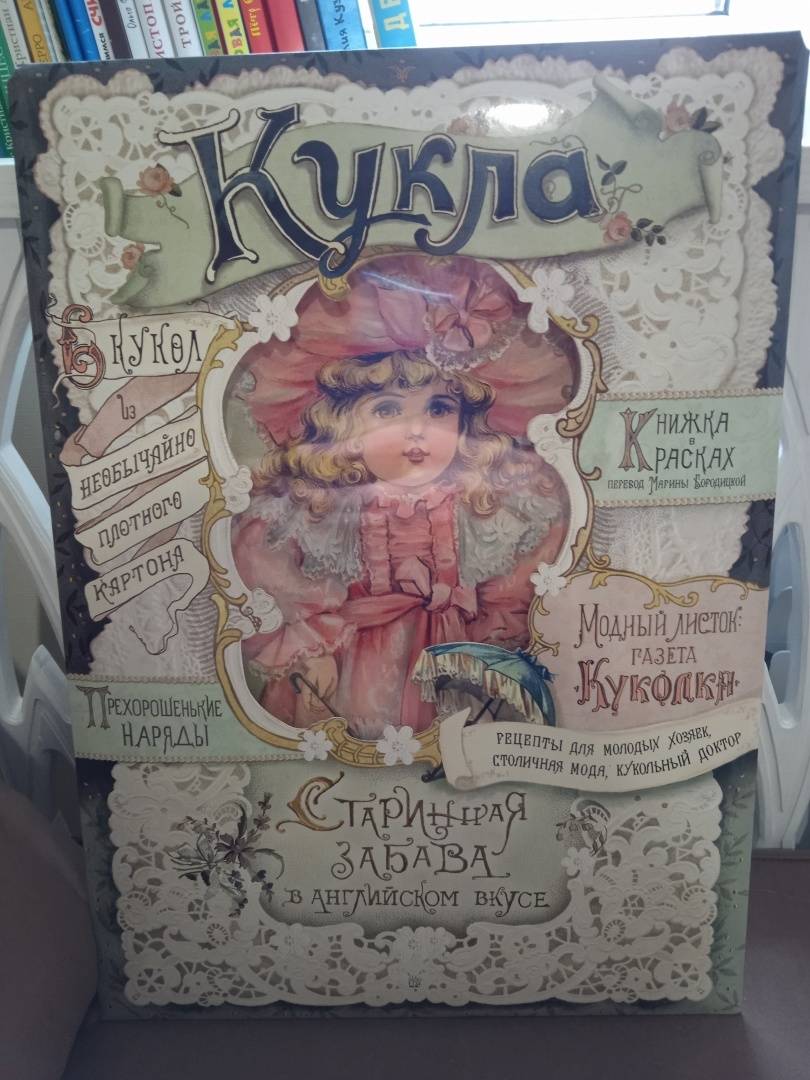 Кукла
6 кукол
из
необычайно
плотного
картона
Книжка
в
Красках
перевод Марины Бородицкой
Модный листок:
газета
Куколка
Прехорошенькие
наряды
рецепты для молодых хозяек,
столичная мода, кукольный доктор
Старинная
забава
в английском вкусе